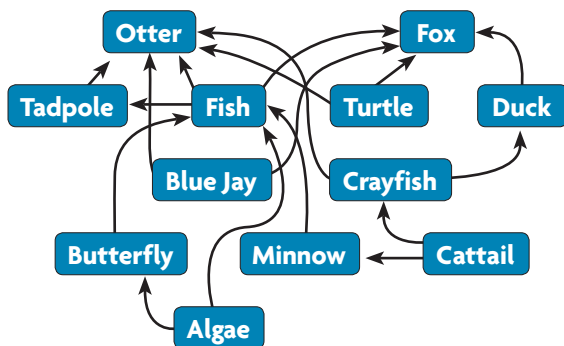 Otter
Fox
Tadpole
Fish
Turtle
Duck
Blue Jay
Crayfish
Butterfly
Minnow
Cattail
Algae